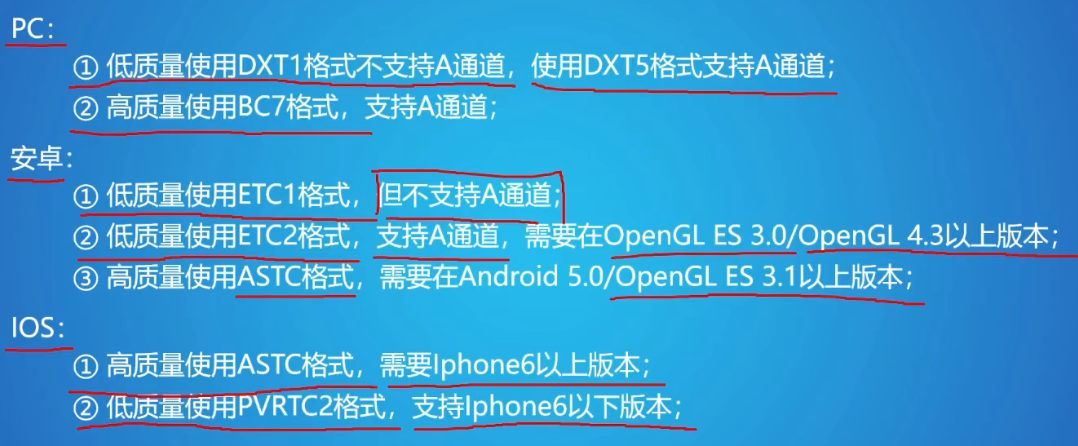 PC：
① 低质量使用DXT1格式不支持A通道，使用DXT5格式支持A通道；
② 高质量使用BC7格式，支持A通道；
安卓：
① 低质量使用ETC1格式，但不支持A通道；
② 低质量使用ETC2格式，支持A通道，需要在OpenGL ES 3.0/OpenGL 4.3以上版本；
③ 高质量使用ASTC格式，需要在Android 5.0/OpenGL ES 3.1以上版本；
IOS：
① 高质量使用ASTC格式，需要Iphone6以上版本；
② 低质量使用PVRTC2格式，支持Iphone6以下版本；